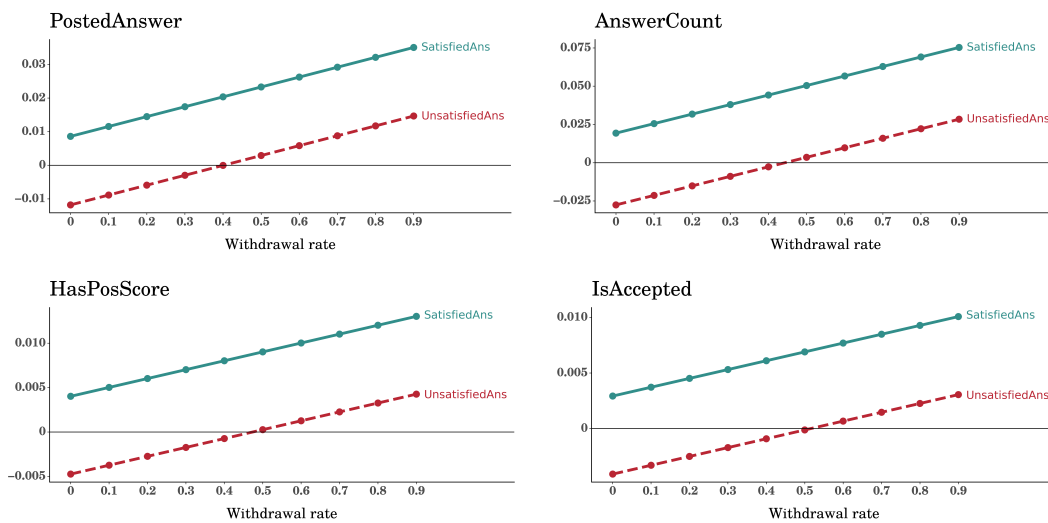 PostedAnswer
0.03
0.02
0.01
0
−0.01
SatisfiedAns
UnsatisfiedAns
0 0.1 0.2 0.3 0.4 0.5 0.6 0.7 0.8 0.9
Withdrawal rate
AnswerCount
0.075
0.050
0.025
0
−0.025
SatisfiedAns
UnsatisfiedAns
0 0.1 0.2 0.3 0.4 0.5 0.6 0.7 0.8 0.9
Withdrawal rate
HasPosScore
0.010
0.005
0
−0.005
SatisfiedAns
UnsatisfiedAns
0 0.1 0.2 0.3 0.4 0.5 0.6 0.7 0.8 0.9
Withdrawal rate
IsAccepted
0.010
0.005
0
SatisfiedAns
UnsatisfiedAns
0 0.1 0.2 0.3 0.4 0.5 0.6 0.7 0.8 0.9
Withdrawal rate